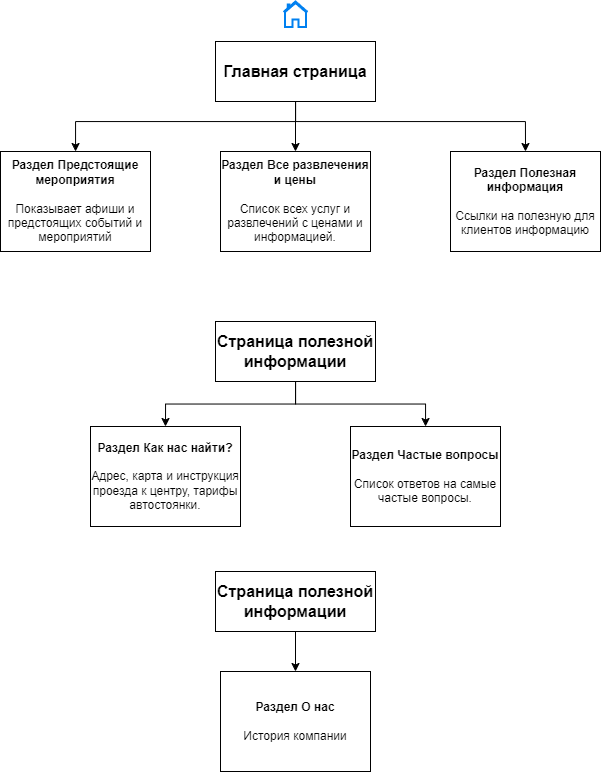 Главная страница
Раздел Предстоящие
мероприятия
Показывает афиши и
предстоящих событий и
мероприятий
Раздел Все развлечения
и цены
Список всех услуг и
развлечений с ценами и
информацией.
Раздел Полезная
информация
Ссылки на полезную для
клиентов информацию
Страница полезной
информации
Раздел Как нас найти?
Адрес, карта и инструкция
проезда к центру, тарифы
автостоянки.
Раздел Частые вопросы
Список ответов на самые
частые вопросы.
Страница полезной
информации
Раздел О нас
История компании